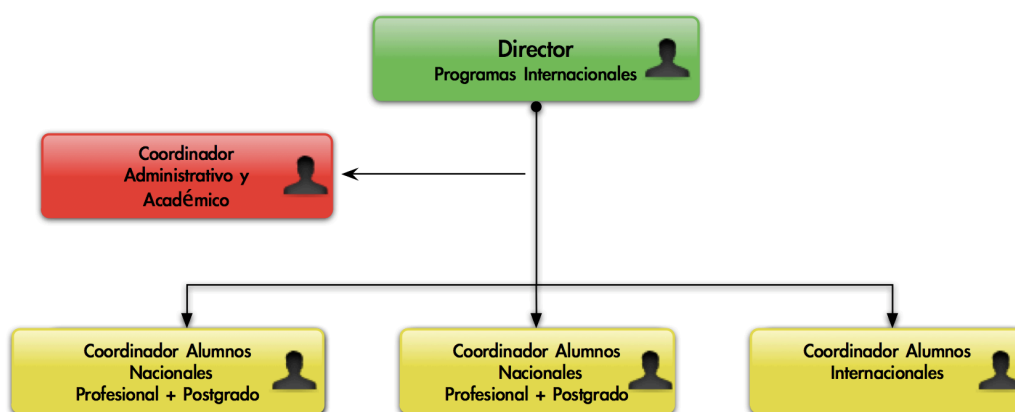 Director
Programas Internacionales
Coordinador
Administrativo y
Académico
Coordinador Alumnos
Nacionales
Profesional + Postgrado
Coordinador Alumnos
Nacionales
Profesional + Postgrado
Coordinador Alumnos
Internacionales